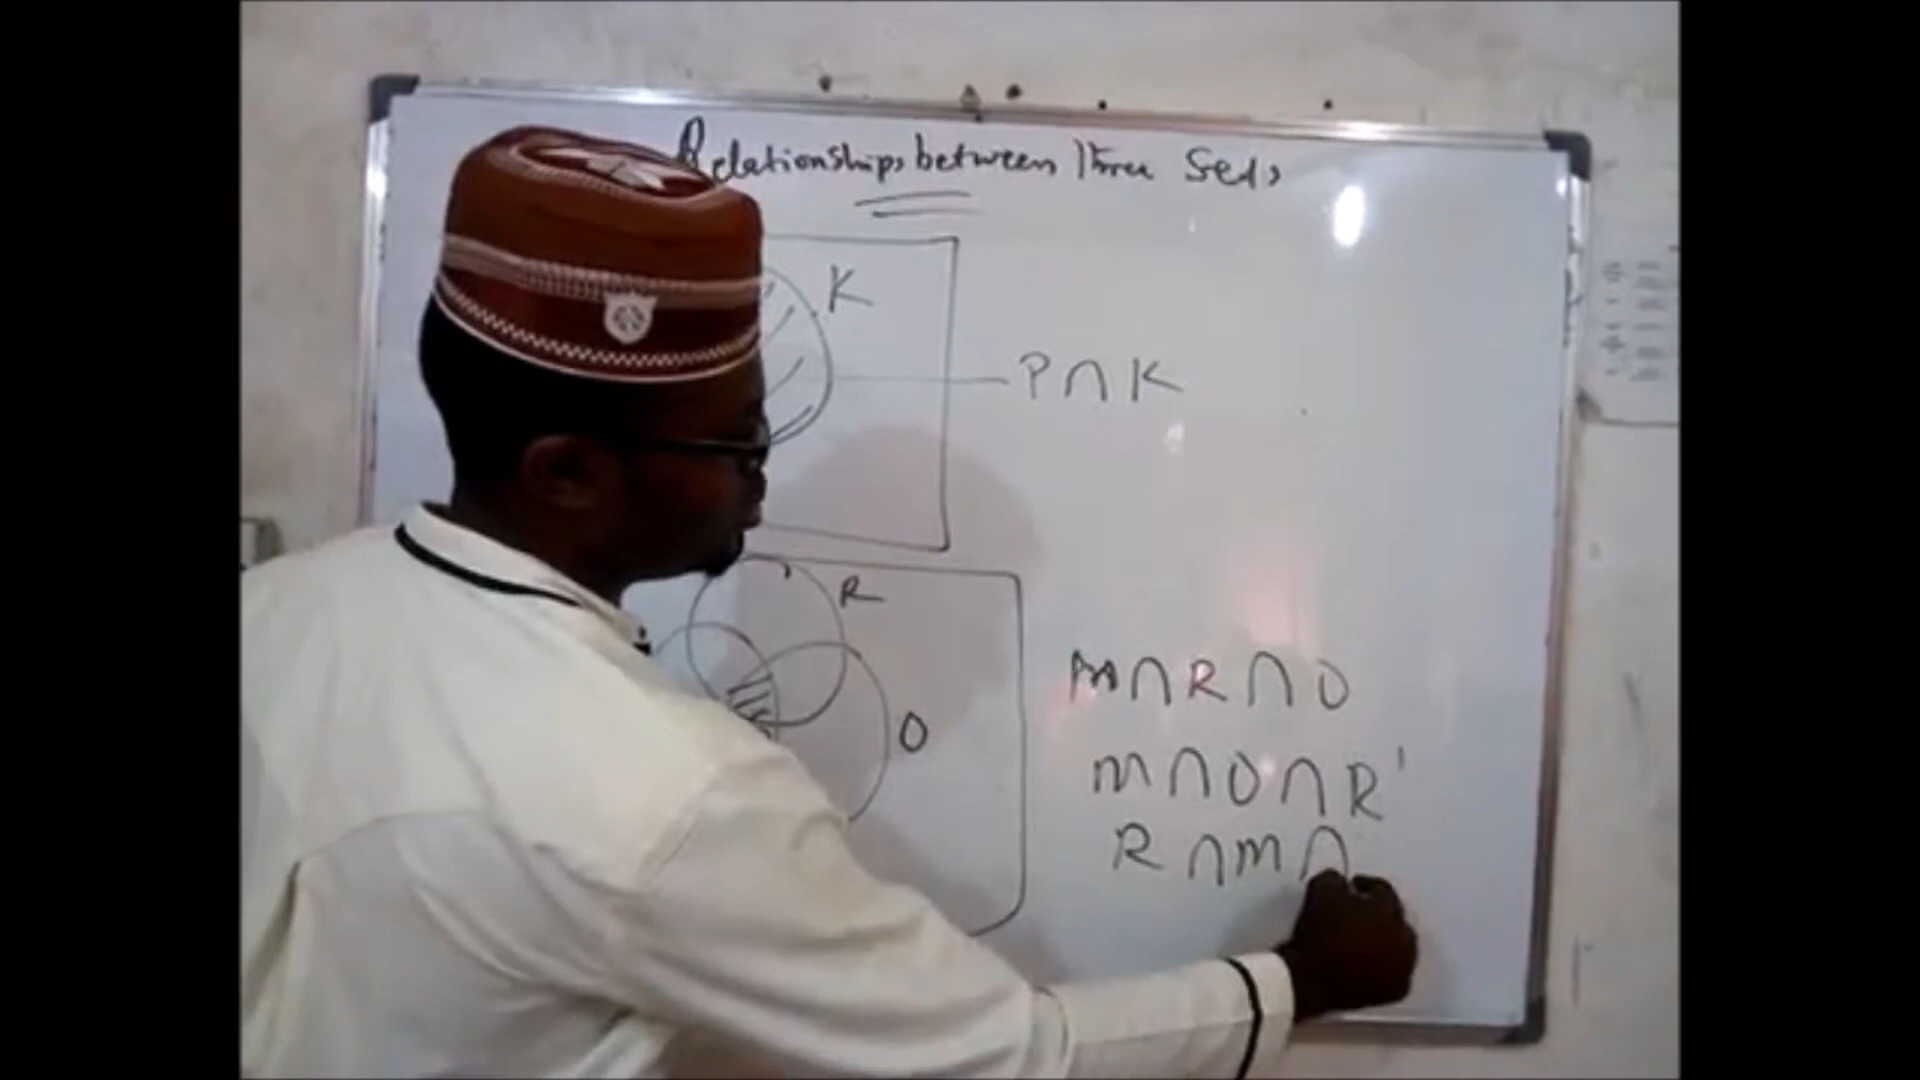 Relationships between Three Sets
K
P∩K
R
O
M∩R∩O
M∩O∩R'
R∩M∩